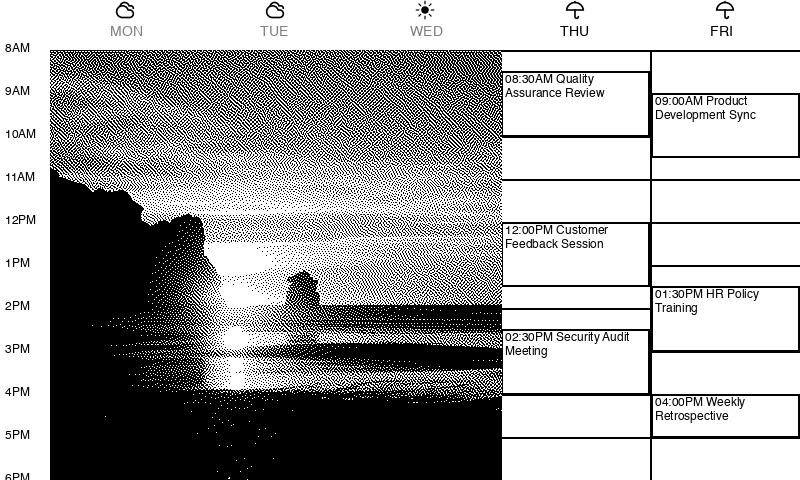 MON
TUE
WED
THU
FRI
8AM
9AM
10AM
11AM
12PM
1PM
2PM
3PM
4PM
5PM
6PM
08:30AM Quality
Assurance Review
12:00PM Customer
Feedback Session
02:30PM Security Audit
Meeting
09:00AM Product
Development Sync
01:30PM HR Policy
Training
04:00PM Weekly
Retrospective